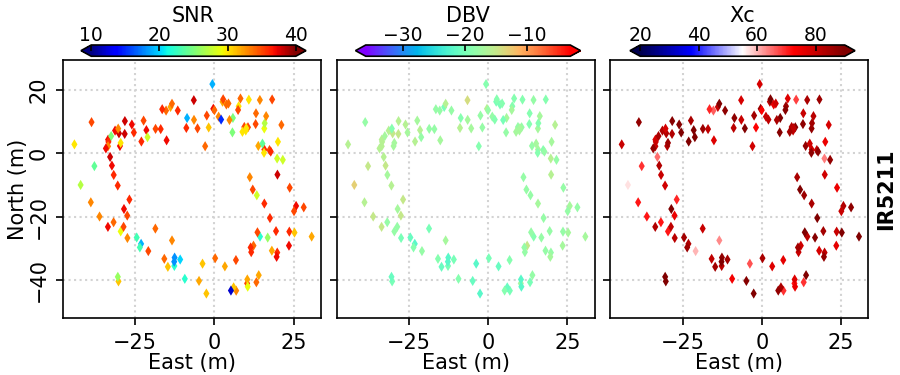 SNR DBV Xc
10 20 30 40 −30 −20 −10 20 40 60 80
North (m)
20
0
−20
−40
IR5211
−25 0 25 −25 0 25 −25 0 25
East (m) East (m) East (m)